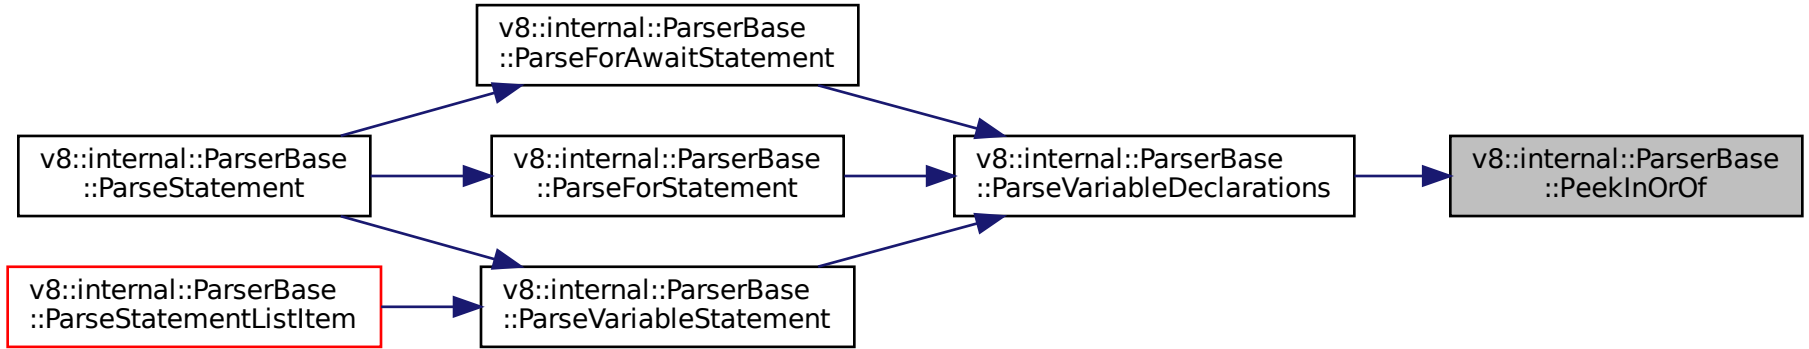 v8::internal::ParserBase
::ParseForAwaitStatement
v8::internal::ParserBase
::ParseStatement
v8::internal::ParserBase
::ParseForStatement
v8::internal::ParserBase
::ParseVariableDeclarations
v8::internal::ParserBase
::PeekInOrOf
v8::internal::ParserBase
::ParseStatementListItem
v8::internal::ParserBase
::ParseVariableStatement